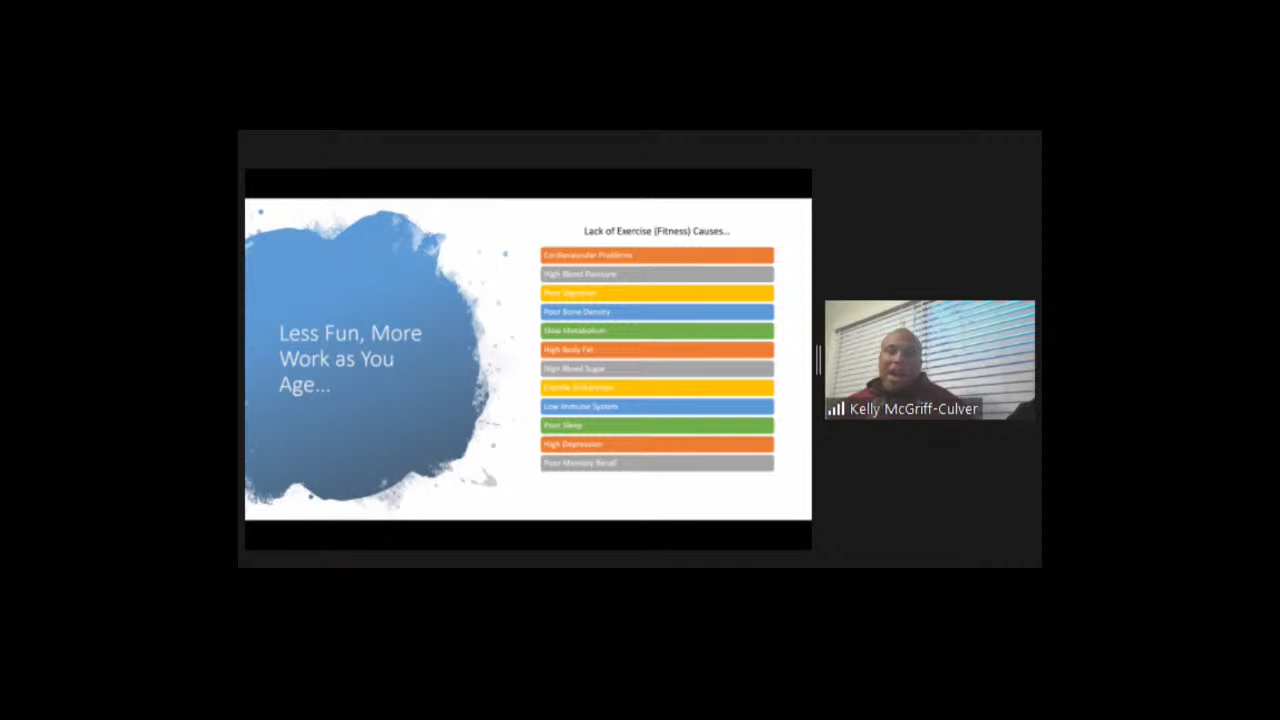 Less Fun, More
Work as You
Age...
Lack of Exercise (Fitness) Causes...
Cardiovascular Problems
High Blood Pressure
Poor Digestion
Poor Bone Density
Slow Metabolism
High Body Fat
High Blood Sugar
Low Immune System
Poor Sleep
High Depression
Poor Memory Recall
Kelly McGriff-Culver